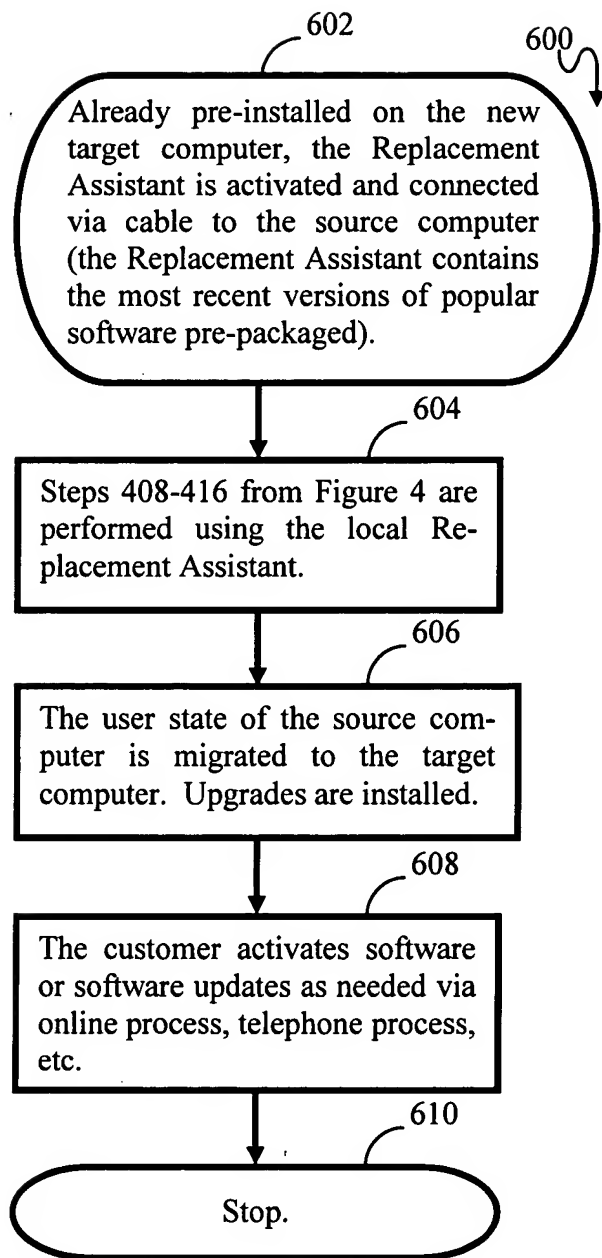 602
600
Already pre-installed on the new
target computer, the Replacement
Assistant is activated and connected
via cable to the source computer
(the Replacement Assistant contains
the most recent versions of popular
software pre-packaged).
604
Steps 408-416 from Figure 4 are
performed using the local Re-
placement Assistant.
606
The user state of the source com-
puter is migrated to the target
computer. Upgrades are installed.
608
The customer activates software
or software updates as needed via
online process, telephone process,
etc.
610
Stop.